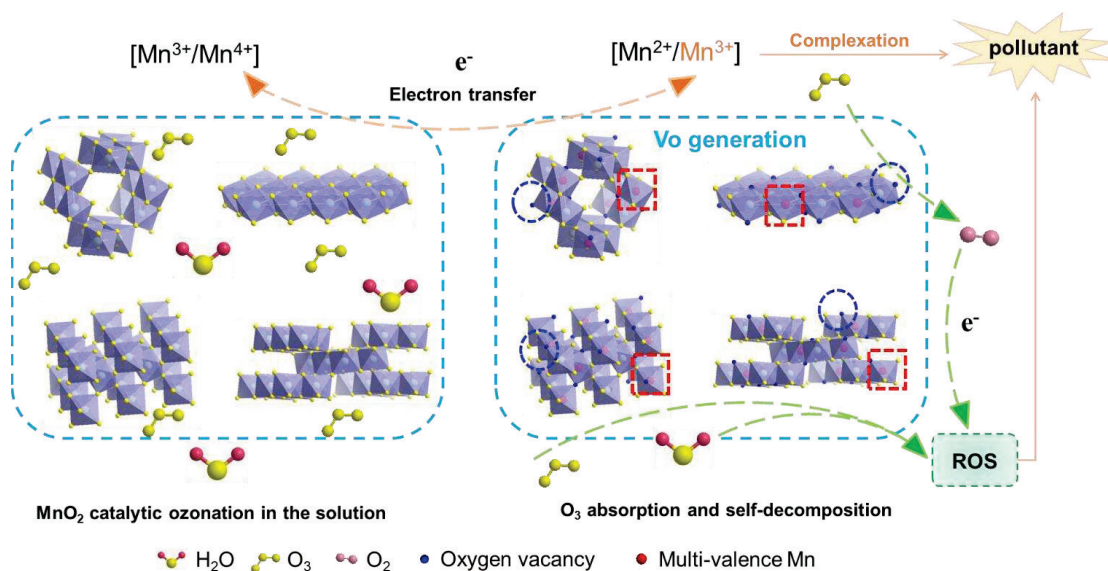 [Mn³⁺/Mn⁴⁺]
e⁻
Electron transfer
[Mn²⁺/Mn³⁺]
Complexation
pollutant
Vo generation
e⁻
ROS
MnO₂ catalytic ozonation in the solution
O₃ absorption and self-decomposition
H₂O
O₃
O₂
Oxygen vacancy
Multi-valence Mn